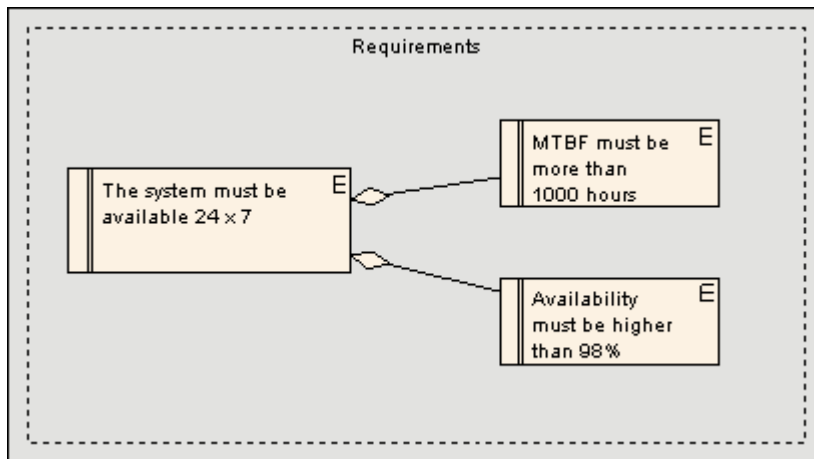 Requirements
The system must be
available 24 x 7
E
MTBF must be
more than
1000 hours
E
Availability
must be higher
than 98%
E